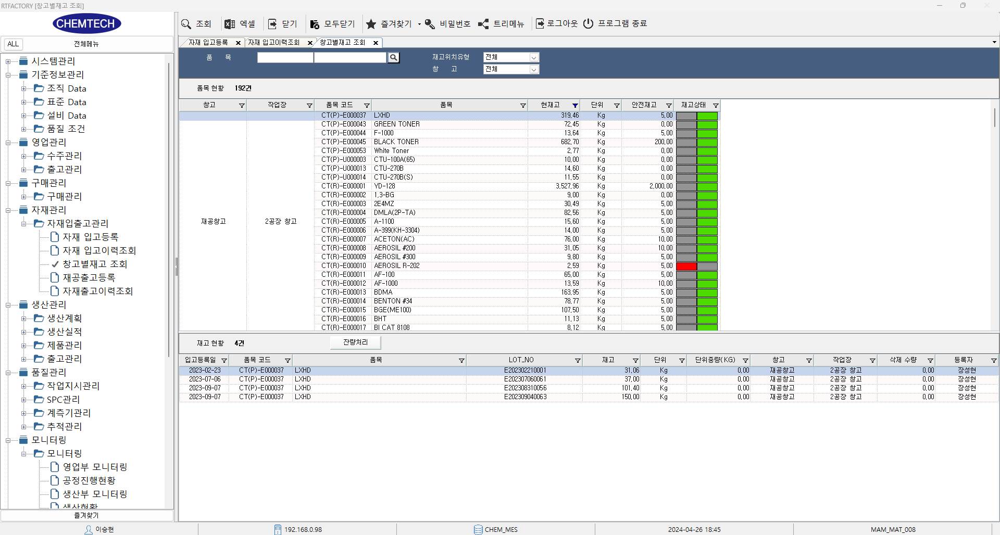 RTFACTORY [창고별재고 조회]
CHEMTECH
조회 엑셀 닫기 모두닫기 즐겨찾기 비밀번호 트리메뉴 로그아웃 프로그램 종료
ALL 전체메뉴
시스템관리
기준정보관리
조직 Data
표준 Data
설비 Data
품질 조건
영업관리
수주관리
출고관리
구매관리
구매관리
자재관리
자재입출고관리
자재 입고등록
자재 입고이력조회
창고별재고 조회
재공출고등록
자재출고이력조회
생산관리
생산계획
생산실적
제품관리
출고관리
품질관리
작업지시관리
SPC관리
계측기관리
추적관리
모니터링
모니터링
영업부 모니터링
공정진행현황
생산부 모니터링
생산현황
즐겨찾기
자재 입고등록 자재 입고이력조회 창고별재고 조회
품 목 재고위치유형 전체
창 고 전체
품목 현황 192건
창고 작업장 품목 코드 품목 현재고 단위 안전재고 재고상태
CT(P)-E000037 LXHD 319,46 Kg 5,00
CT(P)-E000043 GREEN TONER 72,45 Kg 0,00
CT(P)-E000044 F-1000 13,64 Kg 5,00
CT(P)-E000045 BLACK TONER 682,70 Kg 200,00
CT(P)-E000053 White Toner 2,77 Kg 0,00
CT(P)-U000003 CTU-100A(65) 10,00 Kg 0,00
CT(P)-U000013 CTU-270B 14,60 Kg 0,00
CT(P)-U000014 CTU-270B(S) 11,55 Kg 0,00
CT(R)-E000001 YD-128 3,527,96 Kg 2,000,00
CT(R)-E000002 1,3-BG 9,00 Kg 0,00
CT(R)-E000003 2E4MZ 30,49 Kg 5,00
CT(R)-E000004 DMLA(2P-TA) 82,56 Kg 5,00
재공창고 2공장 창고 CT(R)-E000005 A-1100 15,60 Kg 5,00
CT(R)-E000006 A-399(KH-3304) 14,00 Kg 5,00
CT(R)-E000007 ACETON(AC) 76,00 Kg 10,00
CT(R)-E000008 AEROSIL #200 31,05 Kg 10,00
CT(R)-E000009 AEROSIL #300 9,80 Kg 5,00
CT(R)-E000010 AEROSIL R-202 2,59 Kg 5,00
CT(R)-E000011 AF-100 65,00 Kg 5,00
CT(R)-E000012 AF-1000 13,59 Kg 10,00
CT(R)-E000013 BDMA 163,95 Kg 5,00
CT(R)-E000014 BENTON #34 78,77 Kg 5,00
CT(R)-E000015 BGE(ME100) 107,50 Kg 5,00
CT(R)-E000016 BHT 11,13 Kg 5,00
CT(R)-E000017 BI CAT 8108 8,12 Kg 5,00
재고 현황 4건 잔량처리
입고등록일 품목 코드 품목 LOT_NO 재고 단위 단위중량(KG) 창고 작업장 삭제 수량 등록자
2023-02-23 CT(P)-E000037 LXHD E202302210001 31,06 Kg 0,00 재공창고 2공장 창고 0,00 장성현
2023-07-06 CT(P)-E000037 LXHD E202307060061 37,00 Kg 0,00 재공창고 2공장 창고 0,00 장성현
2023-09-07 CT(P)-E000037 LXHD E202308310056 101,40 Kg 0,00 재공창고 2공장 창고 0,00 장성현
2023-09-07 CT(P)-E000037 LXHD E202309040063 150,00 Kg 0,00 재공창고 2공장 창고 0,00 장성현
이승현 192.168.0.98 CHEM_MES 2024-04-26 18:45 MAM_MAT_008